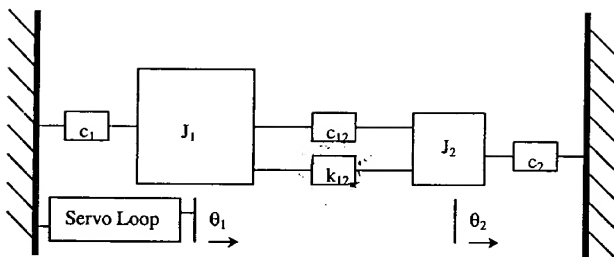 c₁
J₁
c₁₂
k₁₂
J₂
c₂
Servo Loop
θ₁
θ₂